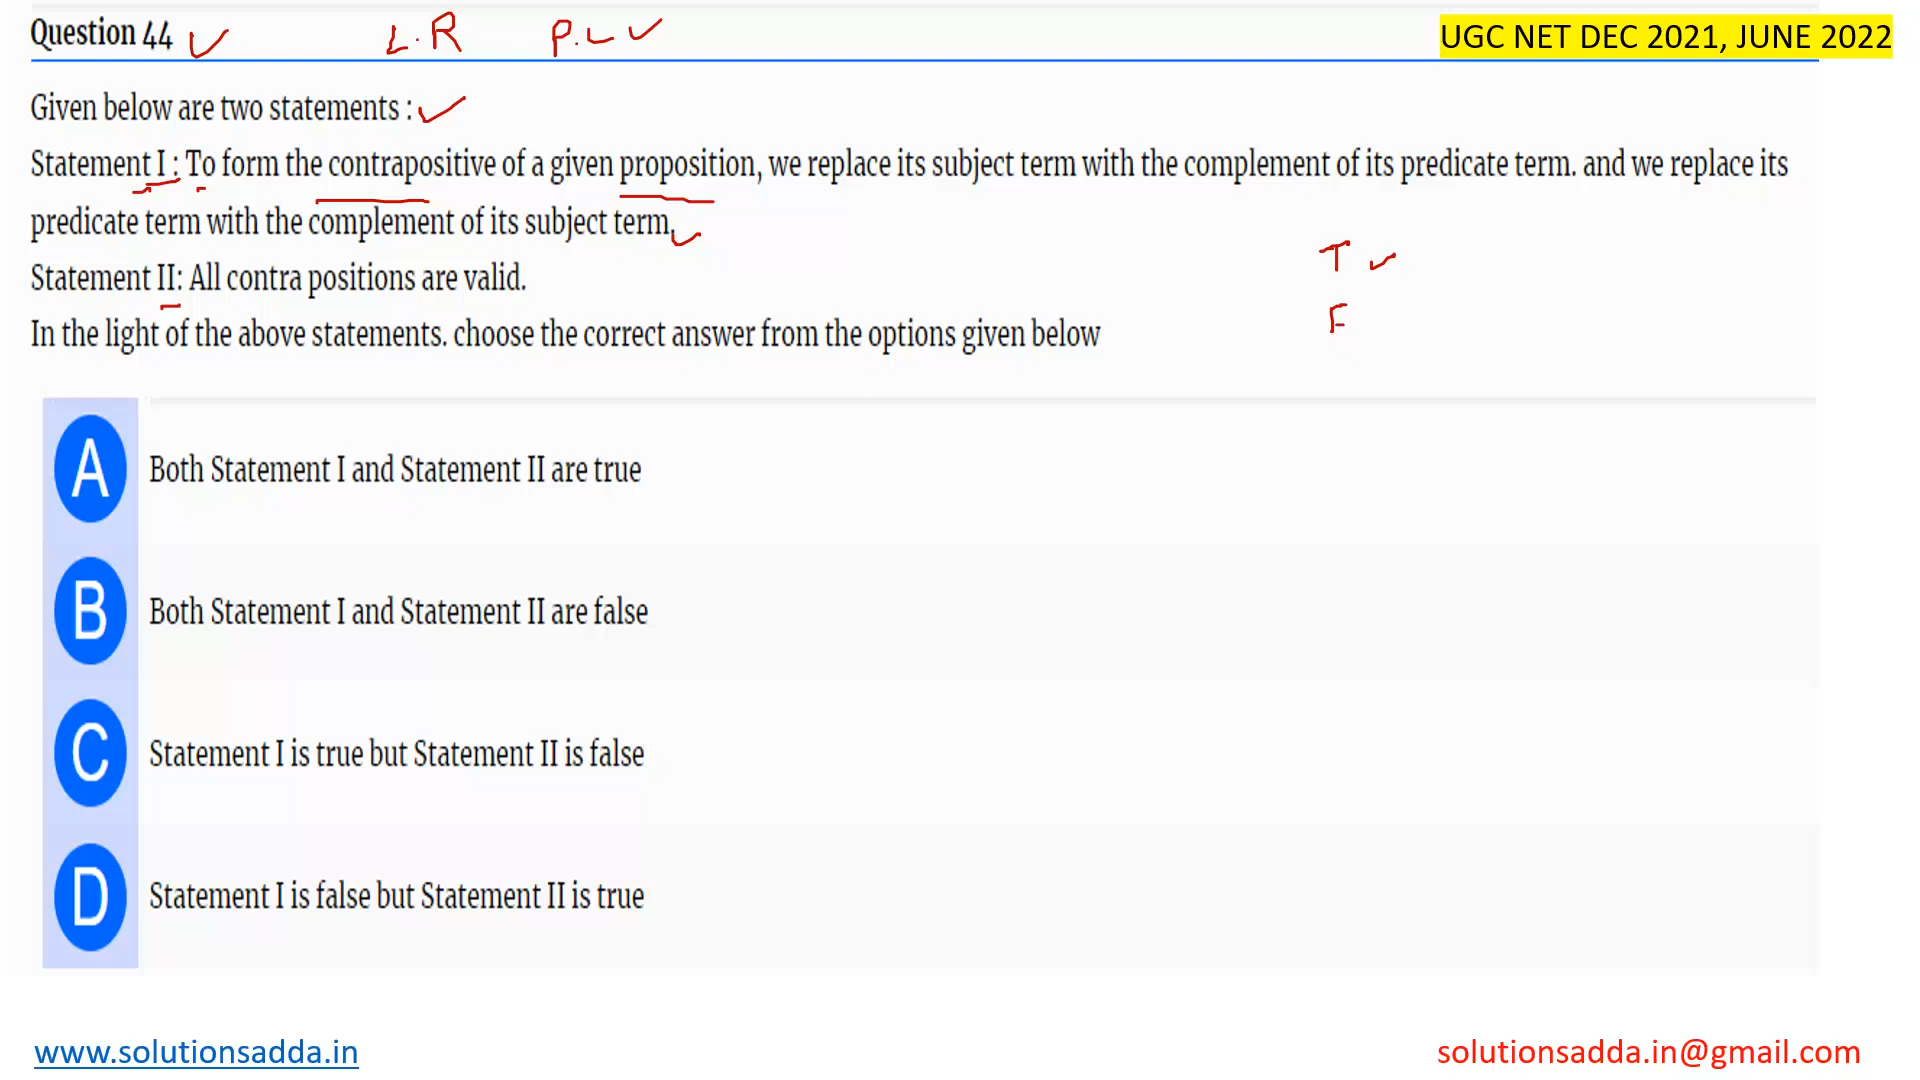 Question 44 L.R P.L
UGC NET DEC 2021, JUNE 2022
Given below are two statements :
Statement I : To form the contrapositive of a given proposition, we replace its subject term with the complement of its predicate term. and we replace its
predicate term with the complement of its subject term.
T
Statement II: All contra positions are valid.
F
In the light of the above statements. choose the correct answer from the options given below
A Both Statement I and Statement II are true
B Both Statement I and Statement II are false
C Statement I is true but Statement II is false
D Statement I is false but Statement II is true
www.solutionsadda.in
solutionsadda.in@gmail.com